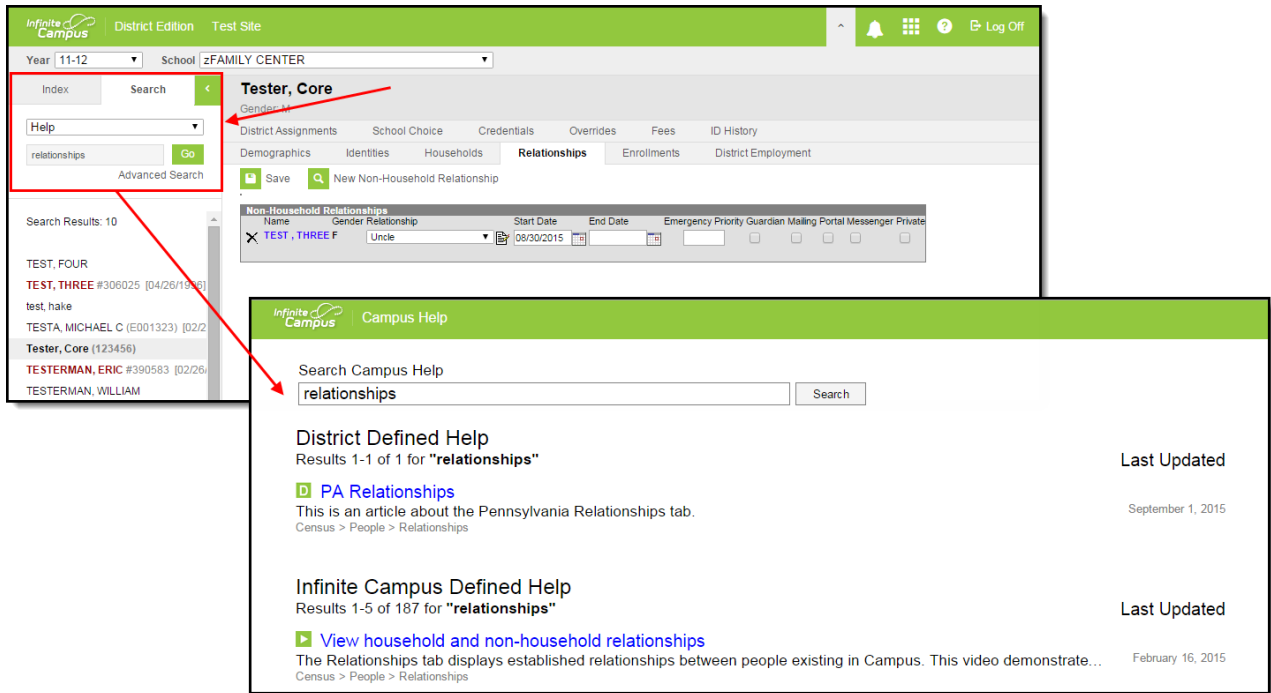 Infinite Campus District Edition Test Site Log Off
Year 11-12 School zFAMILY CENTER
Index Search
Help
relationships Go
Advanced Search
Search Results: 10
TEST, FOUR
TEST, THREE #306025 [04/26/1996]
test, hake
TESTA, MICHAEL C (E001323) [02/2
Tester, Core (123456)
TESTERMAN, ERIC #390583 [02/26/
TESTERMAN, WILLIAM
Tester, Core
Gender: M
District Assignments School Choice Credentials Overrides Fees ID History
Demographics Identities Households Relationships Enrollments District Employment
Save New Non-Household Relationship
Non-Household Relationships
Name Gender Relationship Start Date End Date Emergency Priority Guardian Mailing Portal Messenger Private
TEST , THREE F Uncle 08/30/2015
Infinite Campus Campus Help
Search Campus Help
relationships Search
District Defined Help
Results 1-1 of 1 for "relationships" Last Updated
D PA Relationships
This is an article about the Pennsylvania Relationships tab. September 1, 2015
Census > People > Relationships
Infinite Campus Defined Help
Results 1-5 of 187 for "relationships" Last Updated
View household and non-household relationships
The Relationships tab displays established relationships between people existing in Campus. This video demonstrate... February 16, 2015
Census > People > Relationships